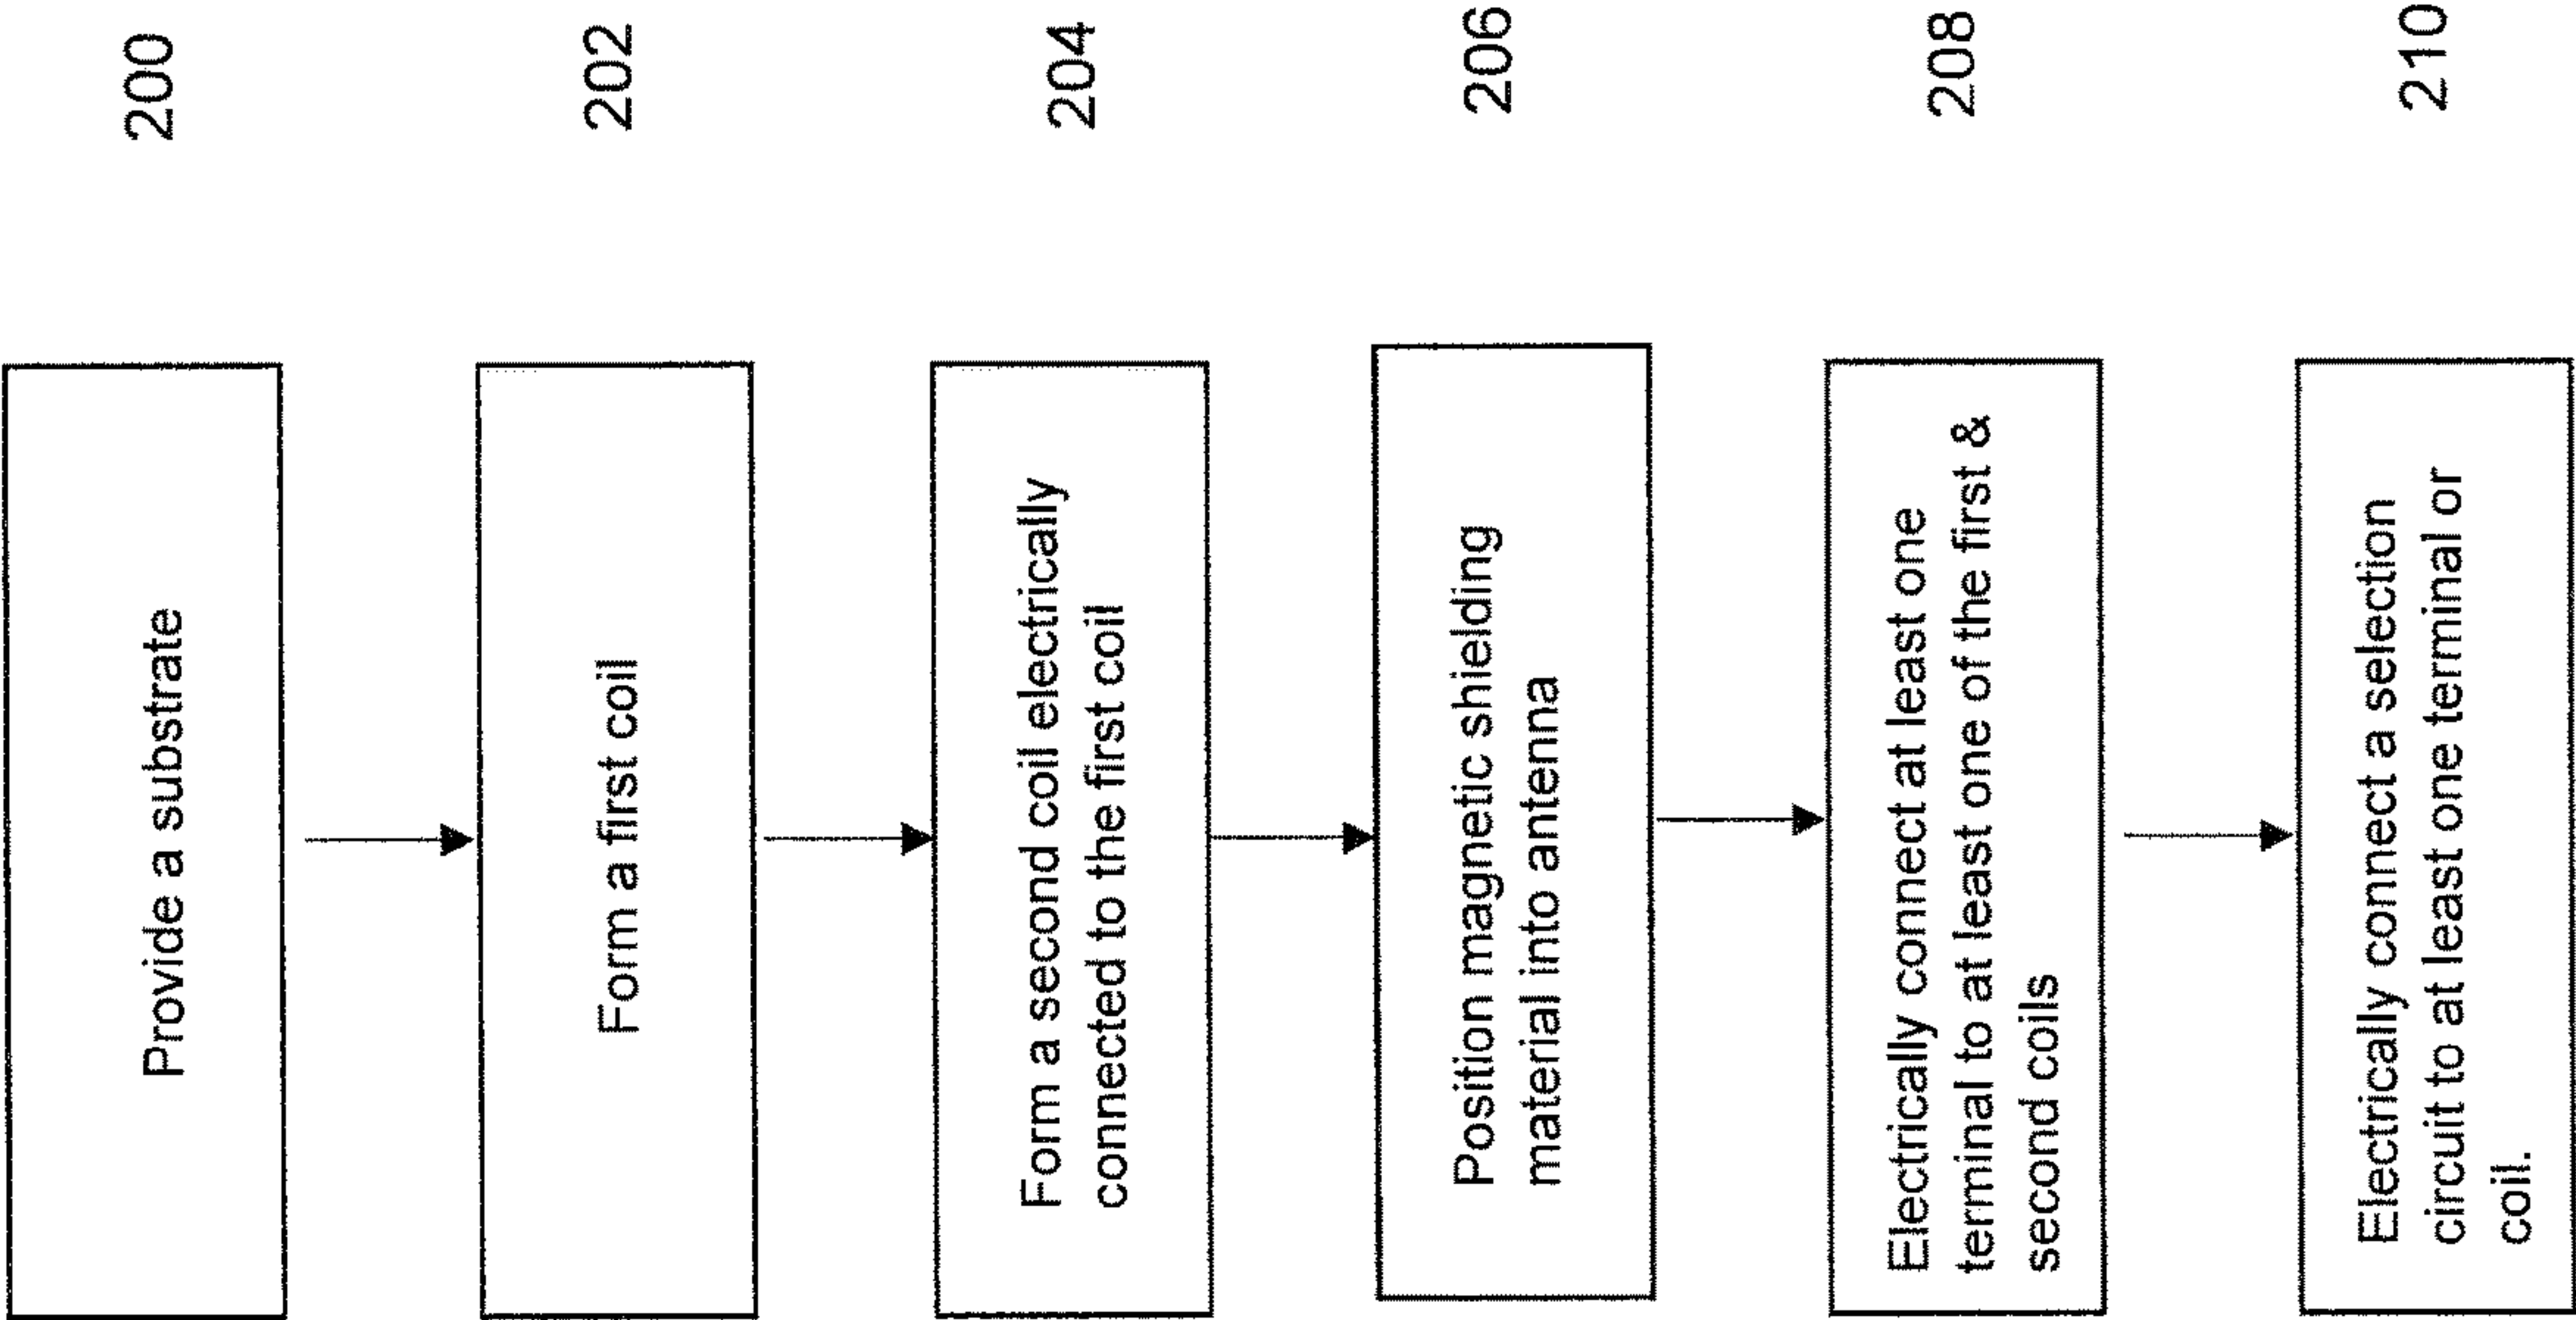 Provide a substrate
200
Form a first coil
202
Form a second coil electrically
connected to the first coil
204
Position magnetic shielding
material into antenna
206
Electrically connect at least one
terminal to at least one of the first &
second coils
208
Electrically connect a selection
circuit to at least one terminal or
coil.
210